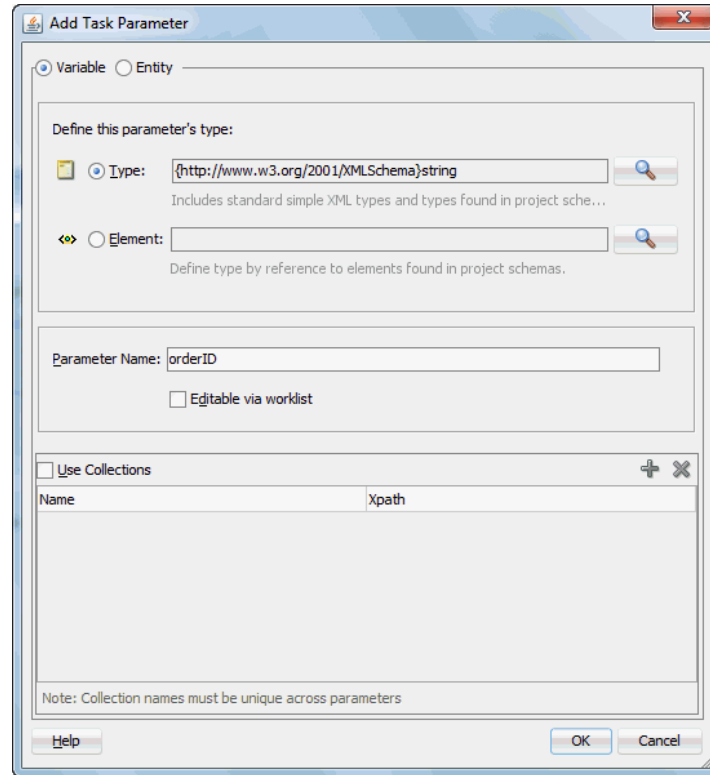 Add Task Parameter
Variable Entity
Define this parameter's type:
Type: {http://www.w3.org/2001/XMLSchema}string
Includes standard simple XML types and types found in project sche...
Element:
Define type by reference to elements found in project schemas.
Parameter Name: orderID
Editable via worklist
Use Collections
Name Xpath
Note: Collection names must be unique across parameters
Help OK Cancel